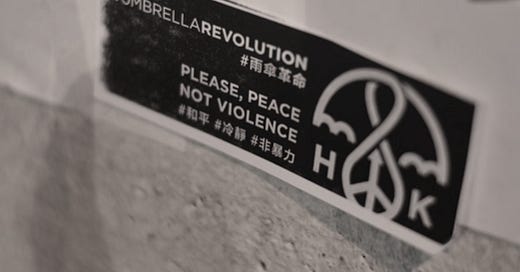 UMBRELLAREVOLUTION
#雨傘革命
PLEASE, PEACE
NOT VIOLENCE
#和平 #冷靜 #非暴力
H K